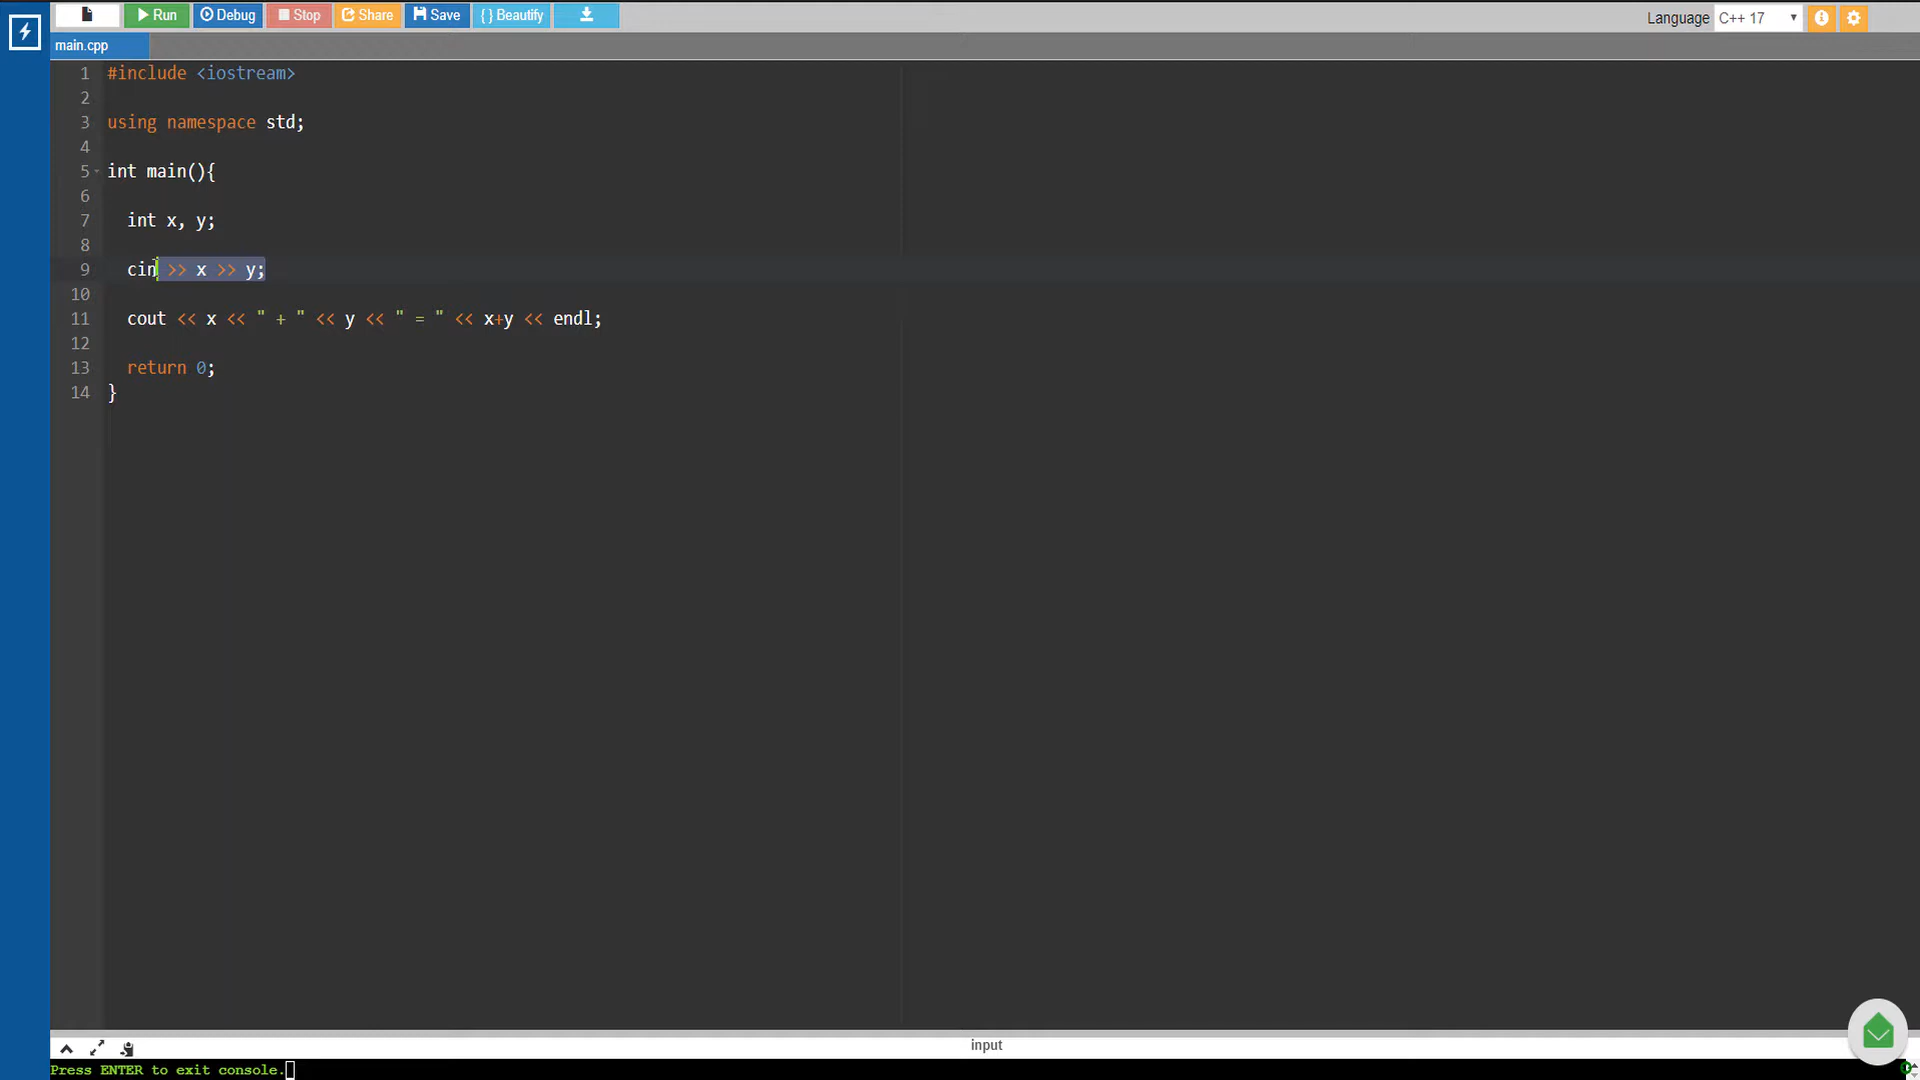 Run Debug Stop Share Save { } Beautify
Language C++ 17
main.cpp
1 #include <iostream>
2
3 using namespace std;
4
5 int main(){
6
7 int x, y;
8
9 cin >> x >> y;
10
11 cout << x << " + " << y << " = " << x+y << endl;
12
13 return 0;
14 }
input
Press ENTER to exit console.